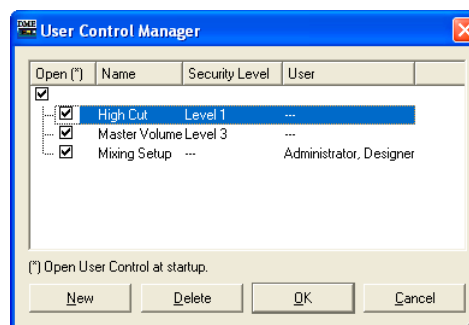 DME
User Control Manager
Open (*) Name Security Level User
High Cut Level 1 ---
Master Volume Level 3 ---
Mixing Setup --- Administrator, Designer
(*) Open User Control at startup.
New Delete OK Cancel